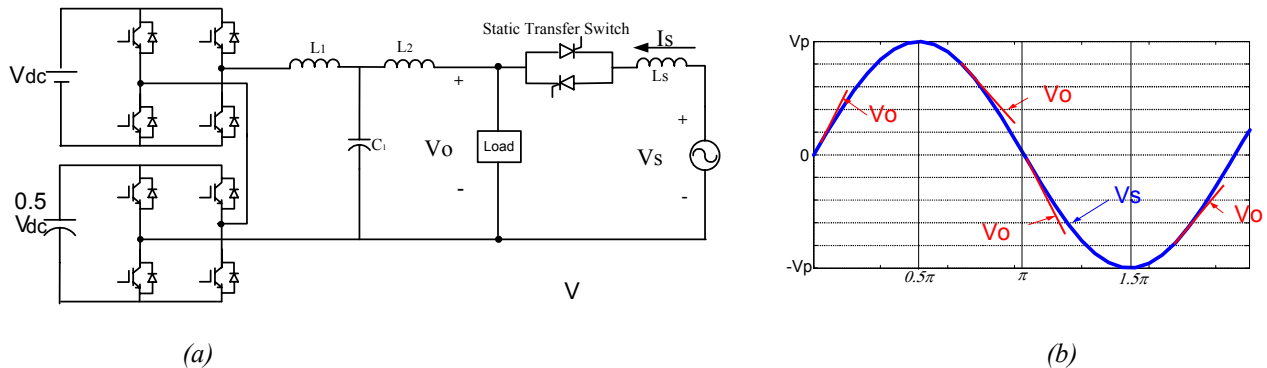 Static Transfer Switch
Is
L1
L2
Ls
Vdc
+
+
C1
Vo
Load
Vs
-
-
0.5
Vdc
V
(a)
Vp
Vo
Vo
0
Vs
Vo
Vo
-Vp
0.5π
π
1.5π
(b)